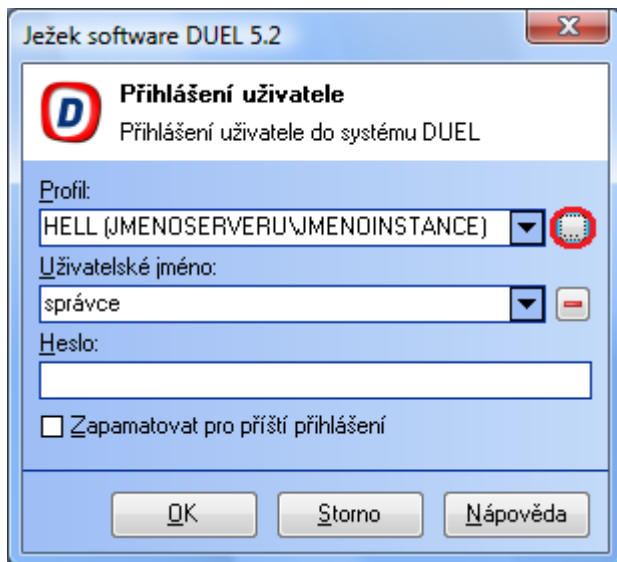 Ježek software DUEL 5.2
D
Přihlášení uživatele
Přihlášení uživatele do systému DUEL
Profil:
HELL (JMENOSERVERU\JMENOINSTANCE)
Uživatelské jméno:
správce
Heslo:
Zapamatovat pro příští přihlášení
OK Storno Nápověda